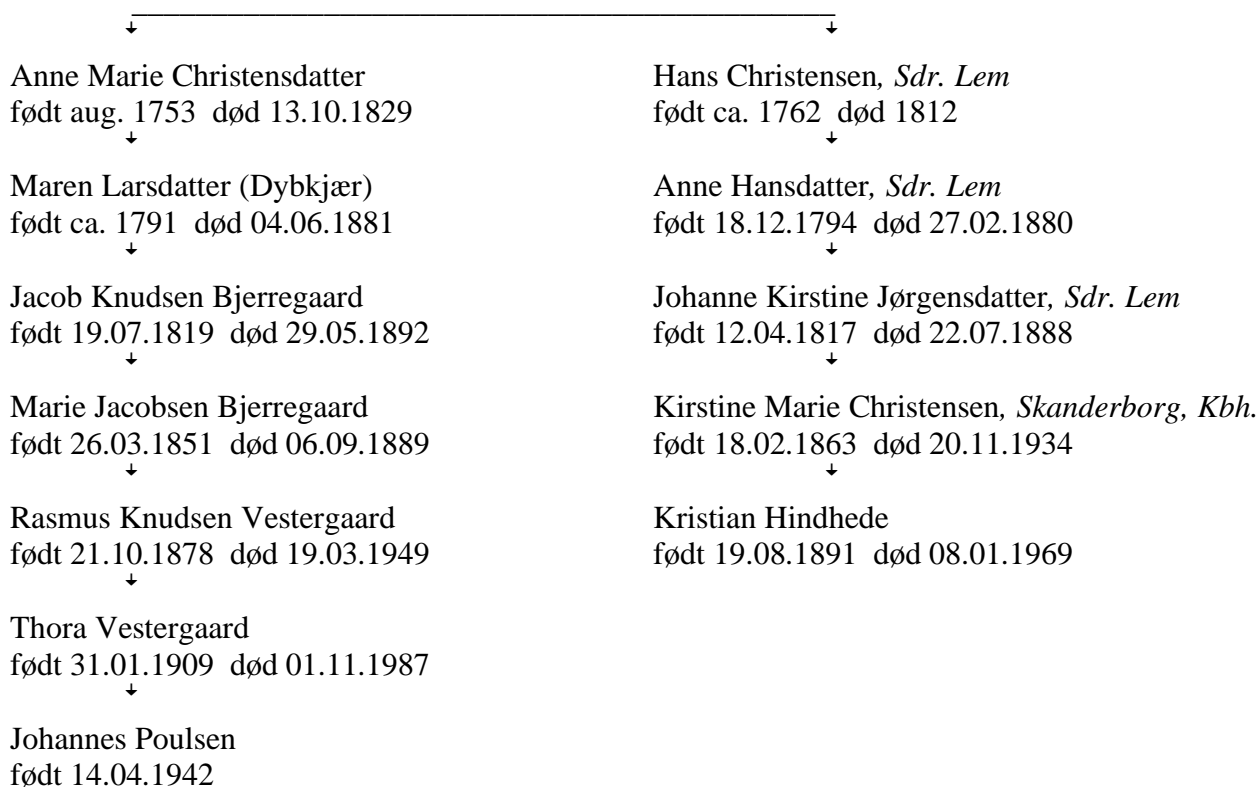 Anne Marie Christensdatter
født aug. 1753 død 13.10.1829
Hans Christensen, Sdr. Lem
født ca. 1762 død 1812
Maren Larsdatter (Dybkjær)
født ca. 1791 død 04.06.1881
Anne Hansdatter, Sdr. Lem
født 18.12.1794 død 27.02.1880
Jacob Knudsen Bjerregaard
født 19.07.1819 død 29.05.1892
Johanne Kirstine Jørgensdatter, Sdr. Lem
født 12.04.1817 død 22.07.1888
Marie Jacobsen Bjerregaard
født 26.03.1851 død 06.09.1889
Kirstine Marie Christensen, Skanderborg, Kbh.
født 18.02.1863 død 20.11.1934
Rasmus Knudsen Vestergaard
født 21.10.1878 død 19.03.1949
Kristian Hindhede
født 19.08.1891 død 08.01.1969
Thora Vestergaard
født 31.01.1909 død 01.11.1987
Johannes Poulsen
født 14.04.1942